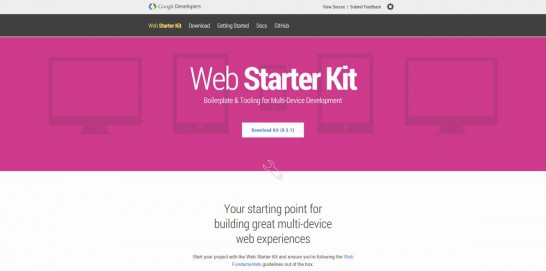 Google Developers
View Source | Submit Feedback
Web Starter Kit Download Getting Started Docs GitHub
Web Starter Kit
Boilerplate & Tooling for Multi-Device Development
Download Kit (0.5.1)
Your starting point for
building great multi-device
web experiences
Start your project with the Web Starter Kit and ensure you're following the Web
Fundamentals guidelines out of the box.